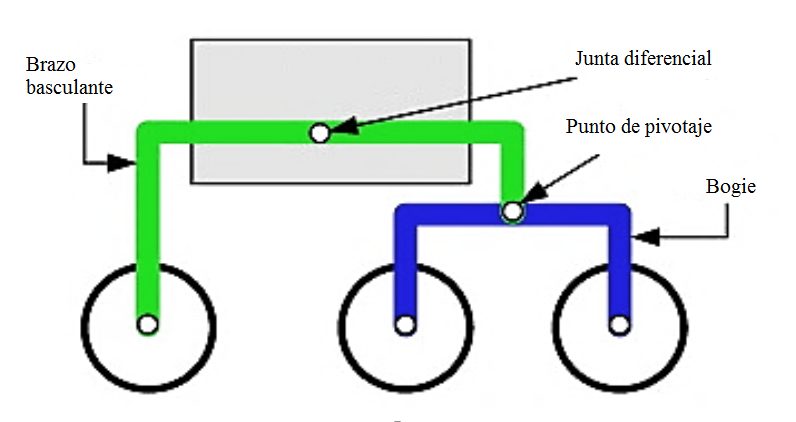 Brazo
basculante
Junta diferencial
Punto de pivotaje
Bogie